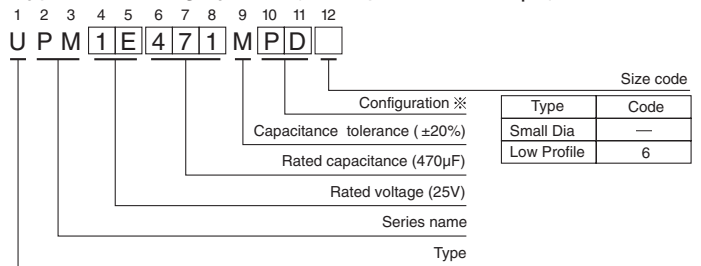 1 2 3 4 5 6 7 8 9 10 11 12
U P M 1 E 4 7 1 M P D
Size code
Configuration ※
Type Code
Capacitance tolerance ( ±20%)
Small Dia —
Rated capacitance (470µF)
Low Profile 6
Rated voltage (25V)
Series name
Type